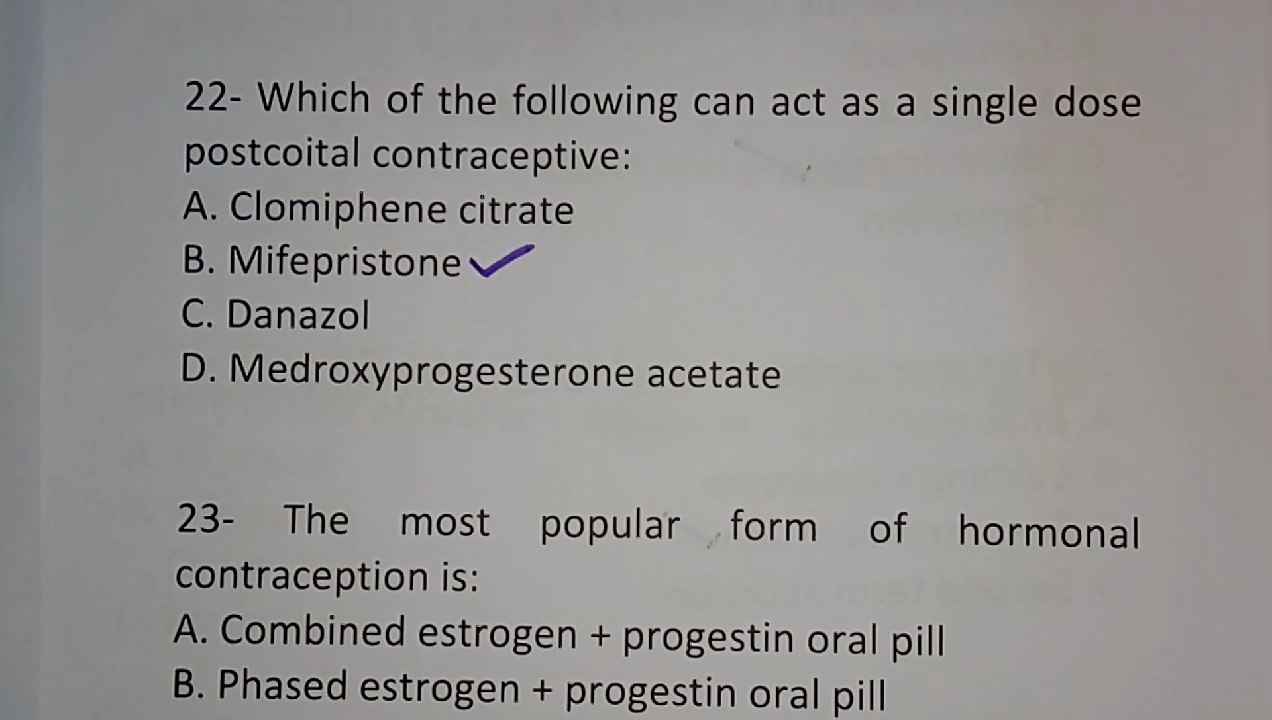 22- Which of the following can act as a single dose
postcoital contraceptive:
A. Clomiphene citrate
B. Mifepristone
C. Danazol
D. Medroxyprogesterone acetate
23- The most popular form of hormonal
contraception is:
A. Combined estrogen + progestin oral pill
B. Phased estrogen + progestin oral pill